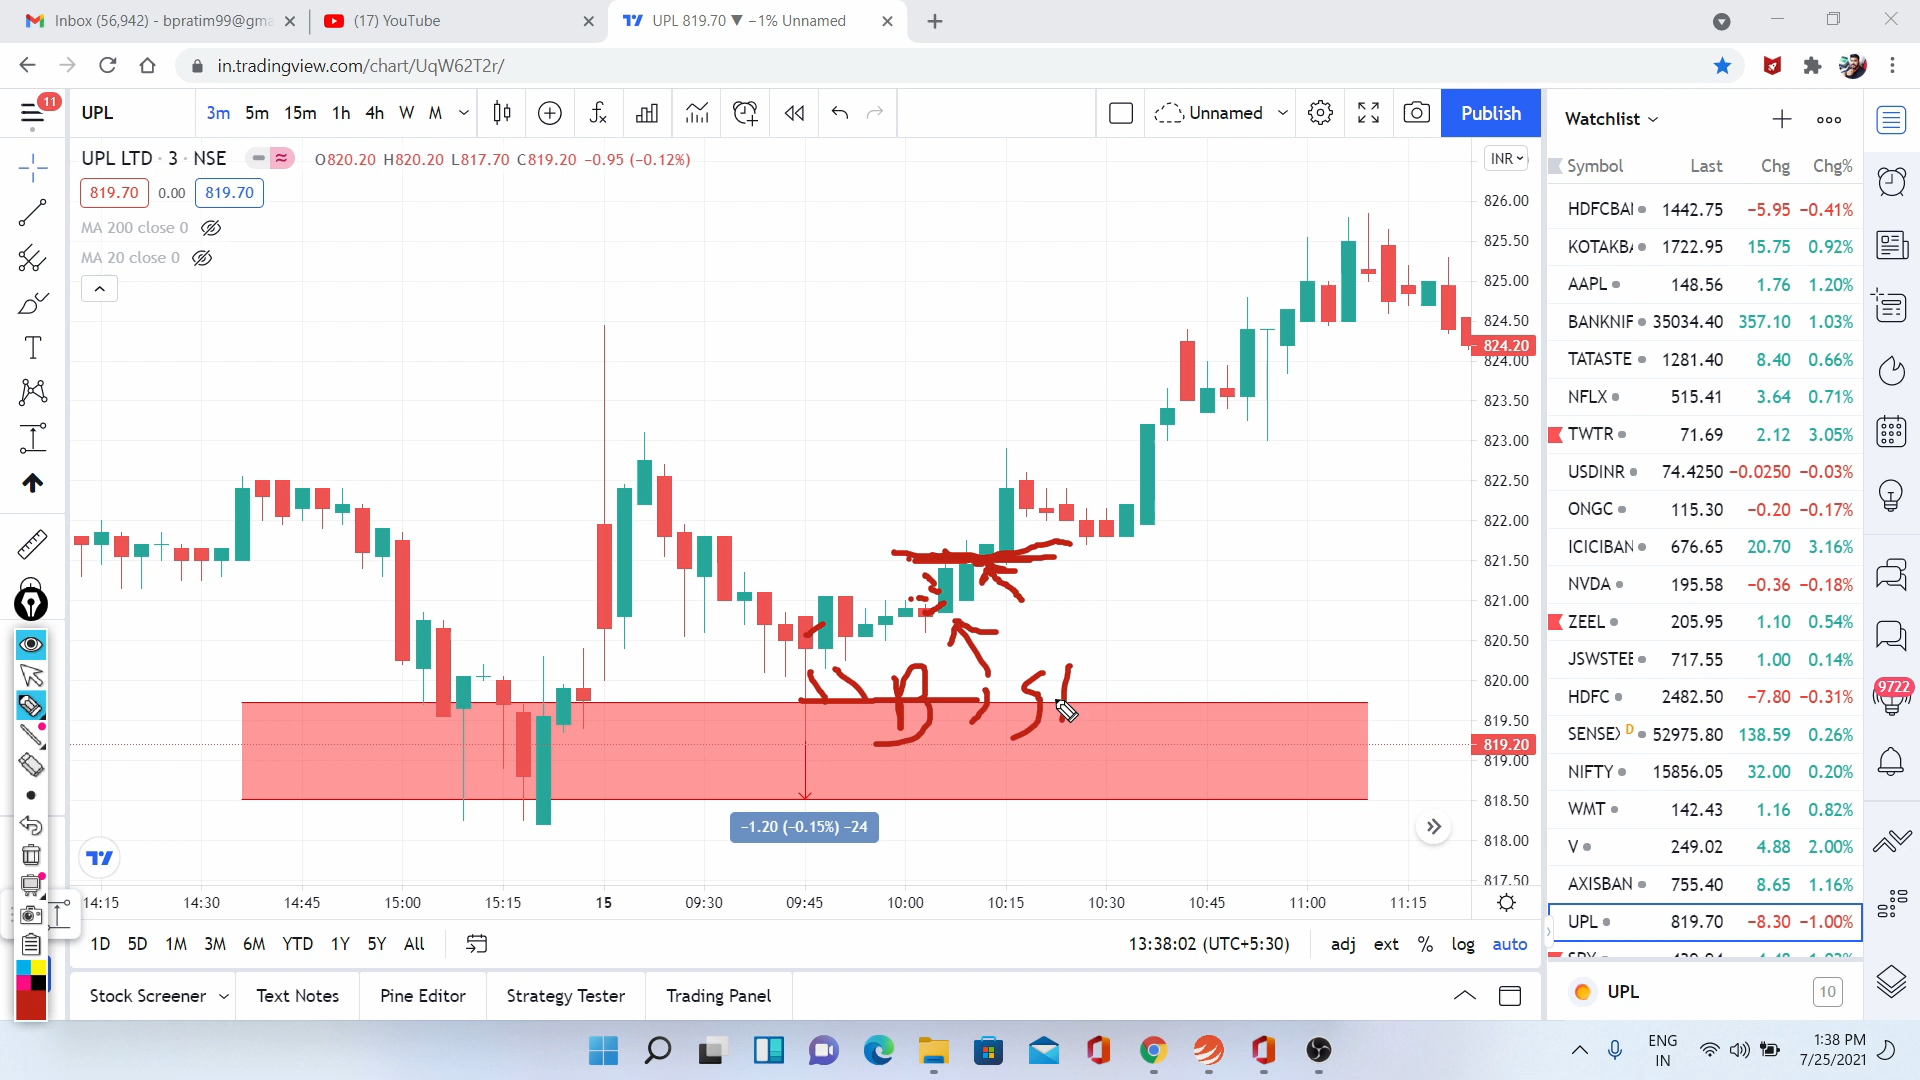 Inbox (56,942) - bpratim99@gma
(17) YouTube
UPL 819.70 ▼ −1% Unnamed
in.tradingview.com/chart/UqW62T2r/
11
UPL
3m 5m 15m 1h 4h W M
Unnamed
Publish
UPL LTD · 3 · NSE
O820.20 H820.20 L817.70 C819.20 −0.95 (−0.12%)
819.70 0.00 819.70
MA 200 close 0
MA 20 close 0
INR
826.00
825.50
825.00
824.50
824.20
824.00
823.50
823.00
822.50
822.00
821.50
821.00
820.50
820.00
819.50
819.20
819.00
818.50
818.00
817.50
−1.20 (−0.15%) −24
14:15 14:30 14:45 15:00 15:15 15 09:30 09:45 10:00 10:15 10:30 10:45 11:00 11:15
1D 5D 1M 3M 6M YTD 1Y 5Y All
13:38:02 (UTC+5:30)
adj ext % log auto
Stock Screener
Text Notes
Pine Editor
Strategy Tester
Trading Panel
Watchlist
Symbol Last Chg Chg%
HDFCBAI 1442.75 −5.95 −0.41%
KOTAKB 1722.95 15.75 0.92%
AAPL 148.56 1.76 1.20%
BANKNIF 35034.40 357.10 1.03%
TATASTE 1281.40 8.40 0.66%
NFLX 515.41 3.64 0.71%
TWTR 71.69 2.12 3.05%
USDINR 74.4250 −0.0250 −0.03%
ONGC 115.30 −0.20 −0.17%
ICICIBAN 676.65 20.70 3.16%
NVDA 195.58 −0.36 −0.18%
ZEEL 205.95 1.10 0.54%
JSWSTEE 717.55 1.00 0.14%
HDFC 2482.50 −7.80 −0.31%
SENSEX D 52975.80 138.59 0.26%
NIFTY 15856.05 32.00 0.20%
WMT 142.43 1.16 0.82%
V 249.02 4.88 2.00%
AXISBAN 755.40 8.65 1.16%
UPL 819.70 −8.30 −1.00%
UPL
10
9722
ENG
IN
1:38 PM
7/25/2021